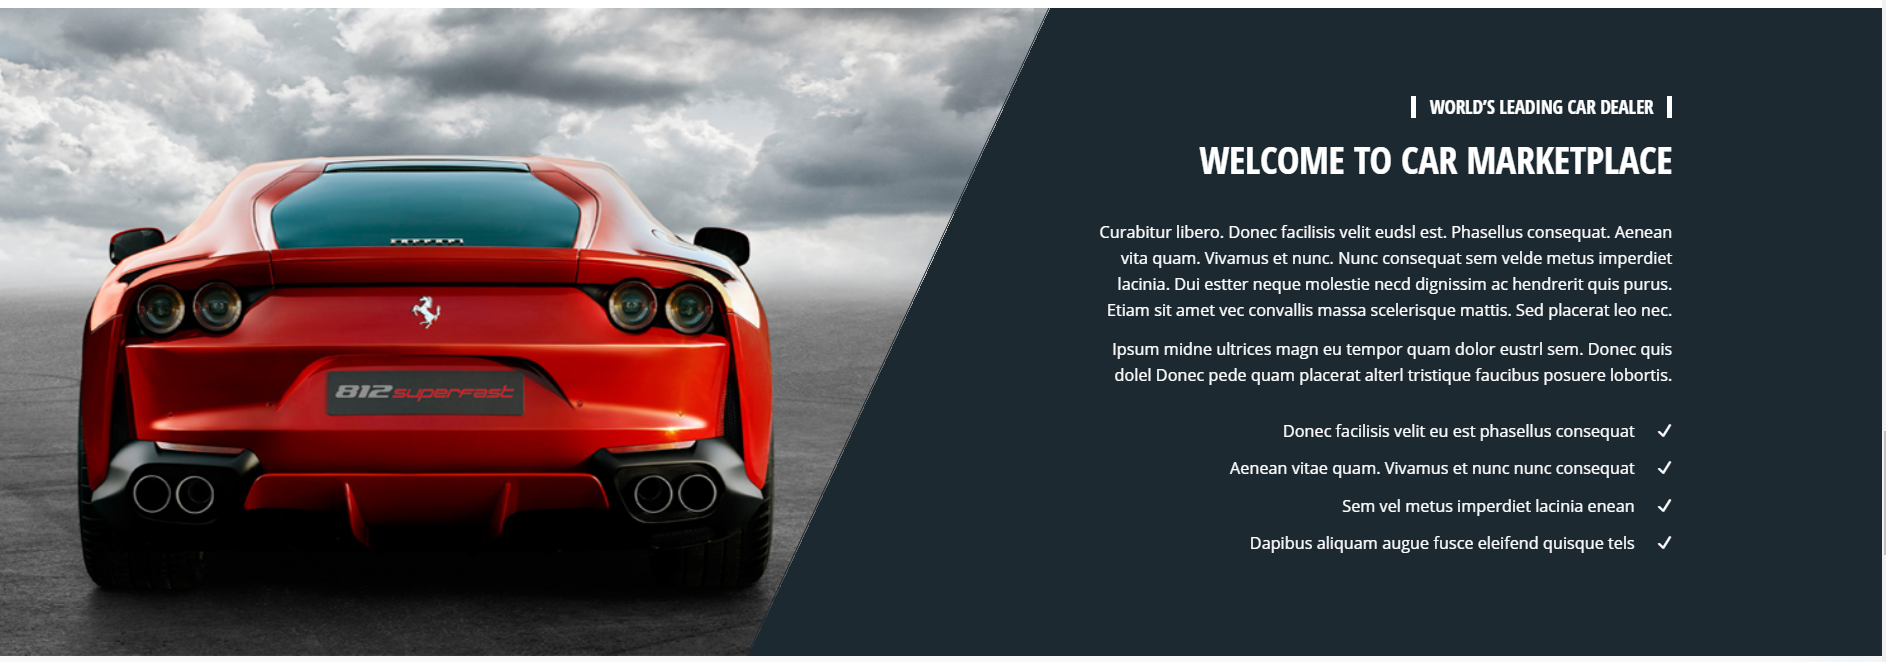 WORLD'S LEADING CAR DEALER
WELCOME TO CAR MARKETPLACE
Curabitur libero. Donec facilisis velit eudsl est. Phasellus consequat. Aenean
vita quam. Vivamus et nunc. Nunc consequat sem velde metus imperdiet
lacinia. Dui estter neque molestie necd dignissim ac hendrerit quis purus.
Etiam sit amet vec convallis massa scelerisque mattis. Sed placerat leo nec.
Ipsum midne ultrices magn eu tempor quam dolor eustrl sem. Donec quis
dolel Donec pede quam placerat alterl tristique faucibus posuere lobortis.
Donec facilisis velit eu est phasellus consequat
Aenean vitae quam. Vivamus et nunc nunc consequat
Sem vel metus imperdiet lacinia enean
Dapibus aliquam augue fusce eleifend quisque tels
Ferrari
812 superfast